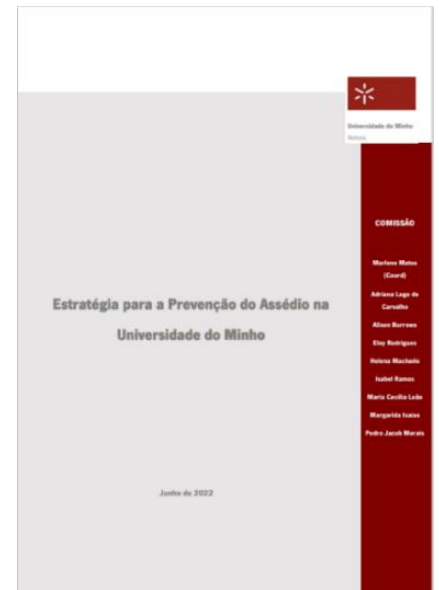 Universidade do Minho
Reitoria
COMISSÃO
Marlene Matos
(Coord)
Adriana Lago de
Carvalho
Alison Burrows
Eloy Rodrigues
Helena Machado
Isabel Ramos
Maria Cecília Leão
Margarida Isaías
Pedro Jacob Morais
Estratégia para a Prevenção do Assédio na
Universidade do Minho
Junho de 2022